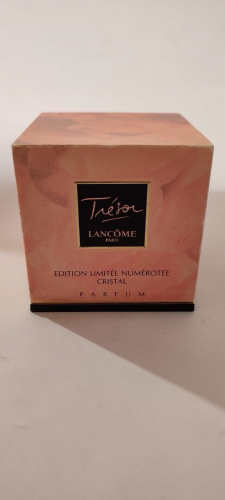 Trésor
LANCÔME
PARIS
EDITION LIMITÉE NUMÉROTÉE
CRISTAL
PARFUM